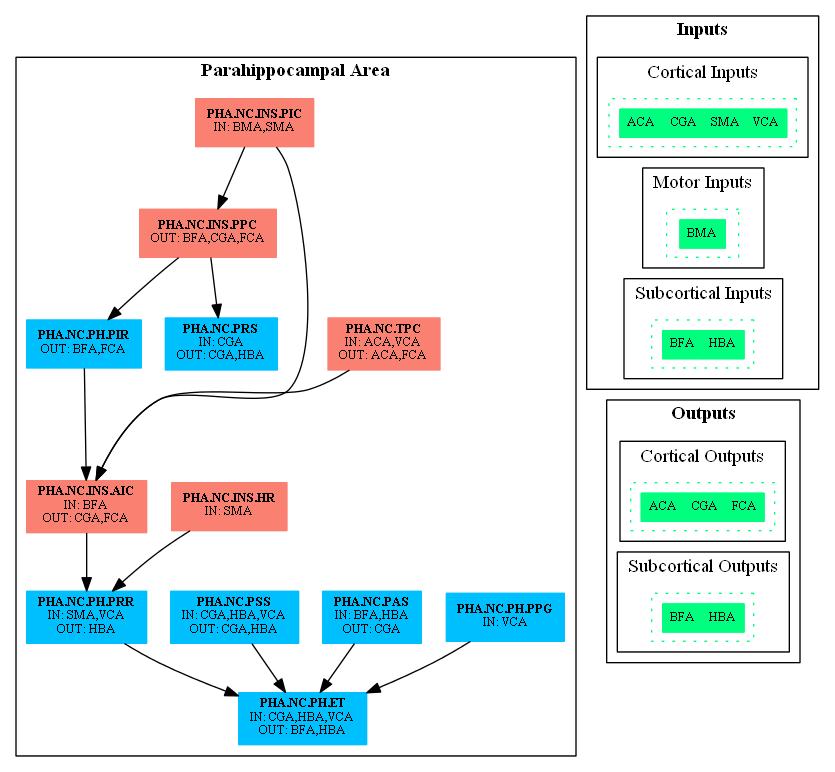 Parahippocampal Area
PHA.NC.INS.PIC
IN: BMA,SMA
PHA.NC.INS.PPC
OUT: BFA,CGA,FCA
PHA.NC.PH.PIR
OUT: BFA,FCA
PHA.NC.PRS
IN: CGA
OUT: CGA,HBA
PHA.NC.TPC
IN: ACA,VCA
OUT: ACA,FCA
PHA.NC.INS.AIC
IN: BFA
OUT: CGA,FCA
PHA.NC.INS.HR
IN: SMA
PHA.NC.PH.PRR
IN: SMA,VCA
OUT: HBA
PHA.NC.PSS
IN: CGA,HBA,VCA
OUT: CGA,HBA
PHA.NC.PAS
IN: BFA,HBA
OUT: CGA
PHA.NC.PH.PPG
IN: VCA
PHA.NC.PH.ET
IN: CGA,HBA,VCA
OUT: BFA,HBA
Inputs
Cortical Inputs
ACA CGA SMA VCA
Motor Inputs
BMA
Subcortical Inputs
BFA HBA
Outputs
Cortical Outputs
ACA CGA FCA
Subcortical Outputs
BFA HBA